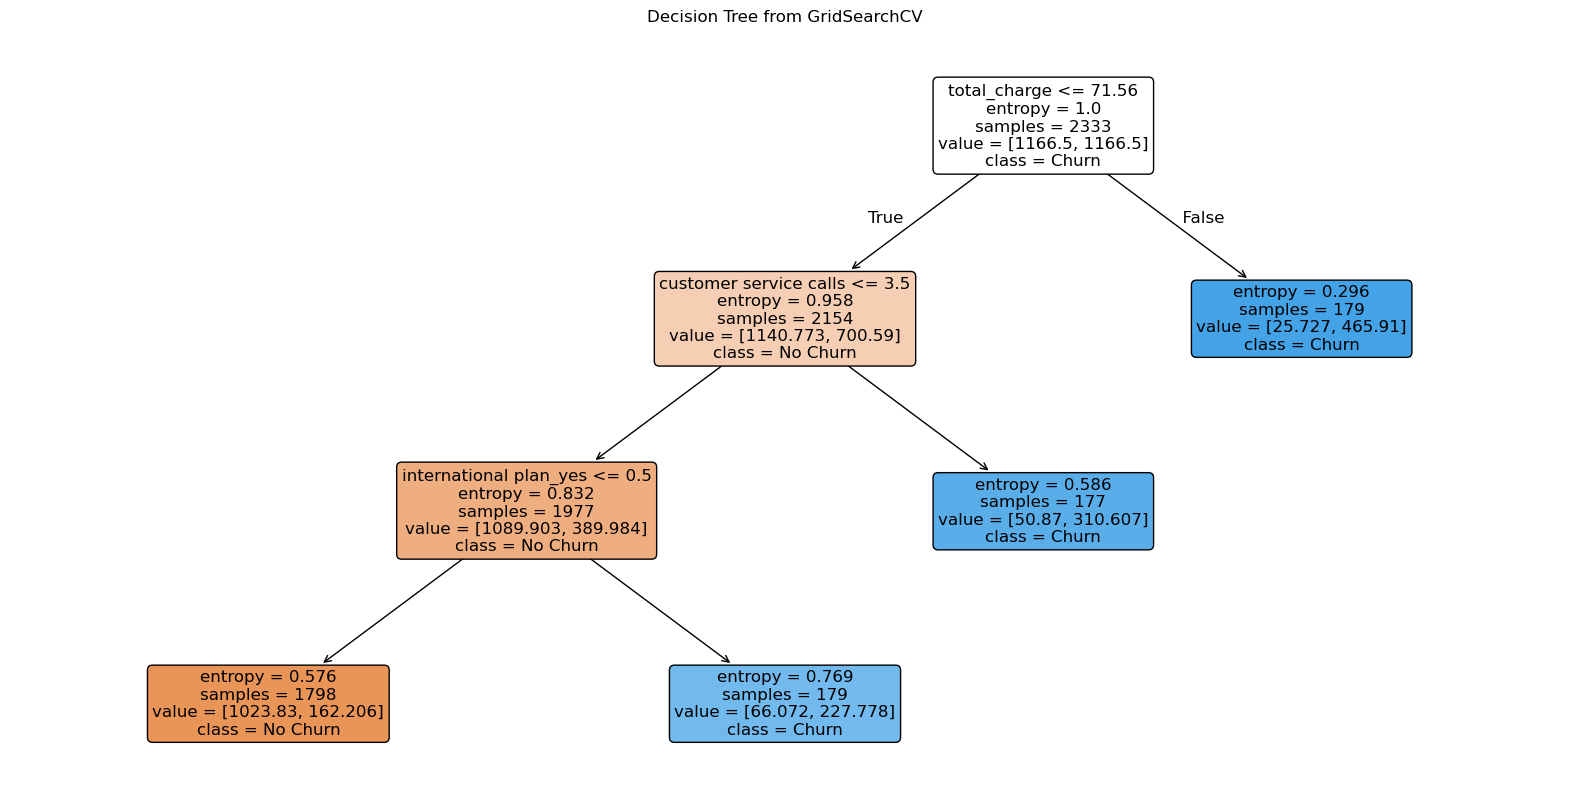 Decision Tree from GridSearchCV
total_charge <= 71.56
entropy = 1.0
samples = 2333
value = [1166.5, 1166.5]
class = Churn
True
False
customer service calls <= 3.5
entropy = 0.958
samples = 2154
value = [1140.773, 700.59]
class = No Churn
entropy = 0.296
samples = 179
value = [25.727, 465.91]
class = Churn
international plan_yes <= 0.5
entropy = 0.832
samples = 1977
value = [1089.903, 389.984]
class = No Churn
entropy = 0.586
samples = 177
value = [50.87, 310.607]
class = Churn
entropy = 0.576
samples = 1798
value = [1023.83, 162.206]
class = No Churn
entropy = 0.769
samples = 179
value = [66.072, 227.778]
class = Churn